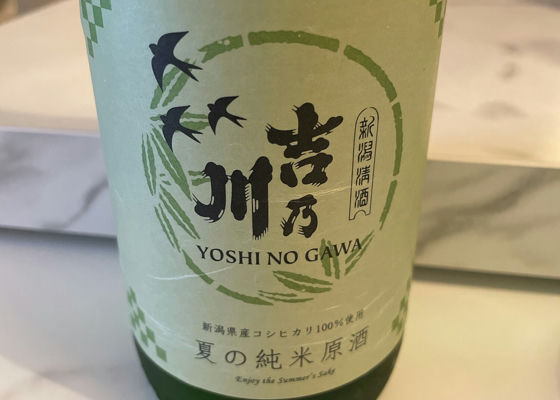 吉乃川
新潟清酒
YOSHI NO GAWA
新潟県産コシヒカリ100%使用
夏の純米原酒
Enjoy the Summer's Sake